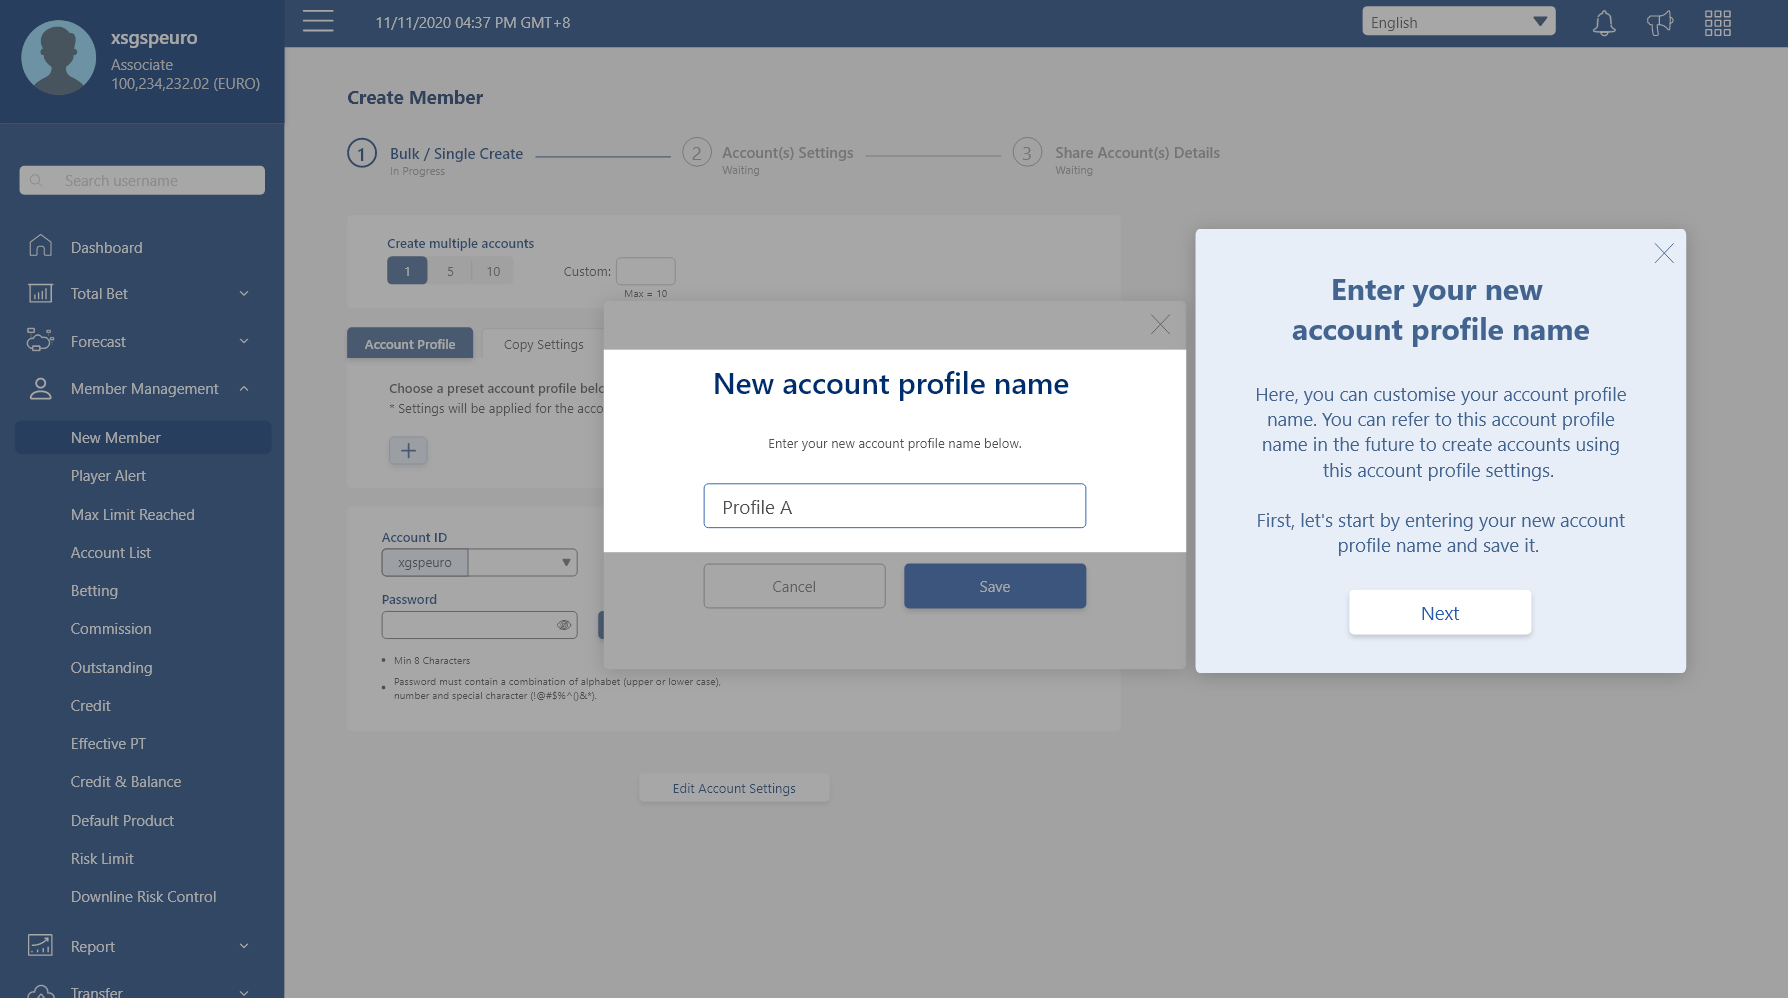 xsgspeuro
Associate
100,234,232.02 (EURO)
11/11/2020 04:37 PM GMT+8
English
Search username
Dashboard
Total Bet
Forecast
Member Management
New Member
Player Alert
Max Limit Reached
Account List
Betting
Commission
Outstanding
Credit
Effective PT
Credit & Balance
Default Product
Risk Limit
Downline Risk Control
Report
Transfer
Create Member
1 Bulk / Single Create
In Progress
2 Account(s) Settings
Waiting
3 Share Account(s) Details
Waiting
Create multiple accounts
1 5 10 Custom:
Max = 10
Account Profile Copy Settings
Choose a preset account profile
* Settings will be applied for the
+
Account ID
xgspeuro
Password
• Min 8 Characters
• Password must contain a combination of alphabet (upper or lower case),
number and special character (!@#$%^()&*).
Edit Account Settings
New account profile name
Enter your new account profile name below.
Profile A
Cancel Save
Enter your new
account profile name
Here, you can customise your account profile
name. You can refer to this account profile
name in the future to create accounts using
this account profile settings.
First, let's start by entering your new account
profile name and save it.
Next